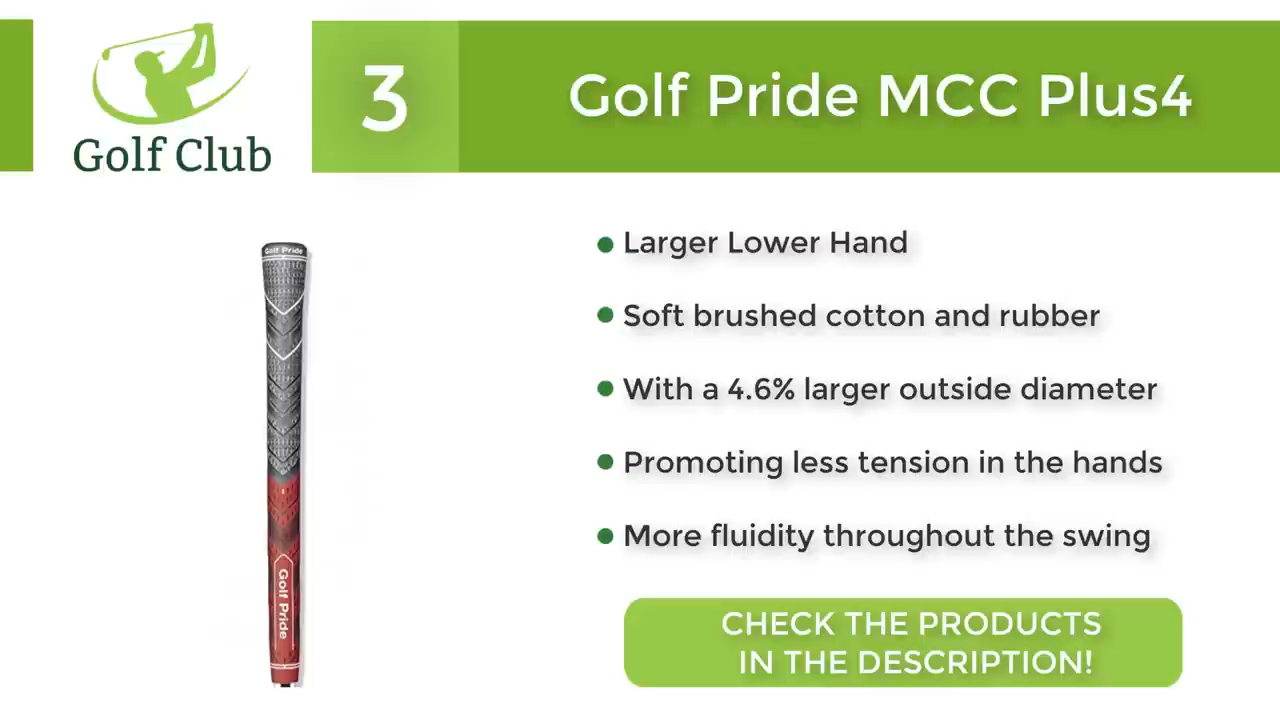 Golf Club
3
Golf Pride MCC Plus4
Golf Pride
Larger Lower Hand
Soft brushed cotton and rubber
With a 4.6% larger outside diameter
Promoting less tension in the hands
More fluidity throughout the swing
Golf Pride
CHECK THE PRODUCTS
IN THE DESCRIPTION!